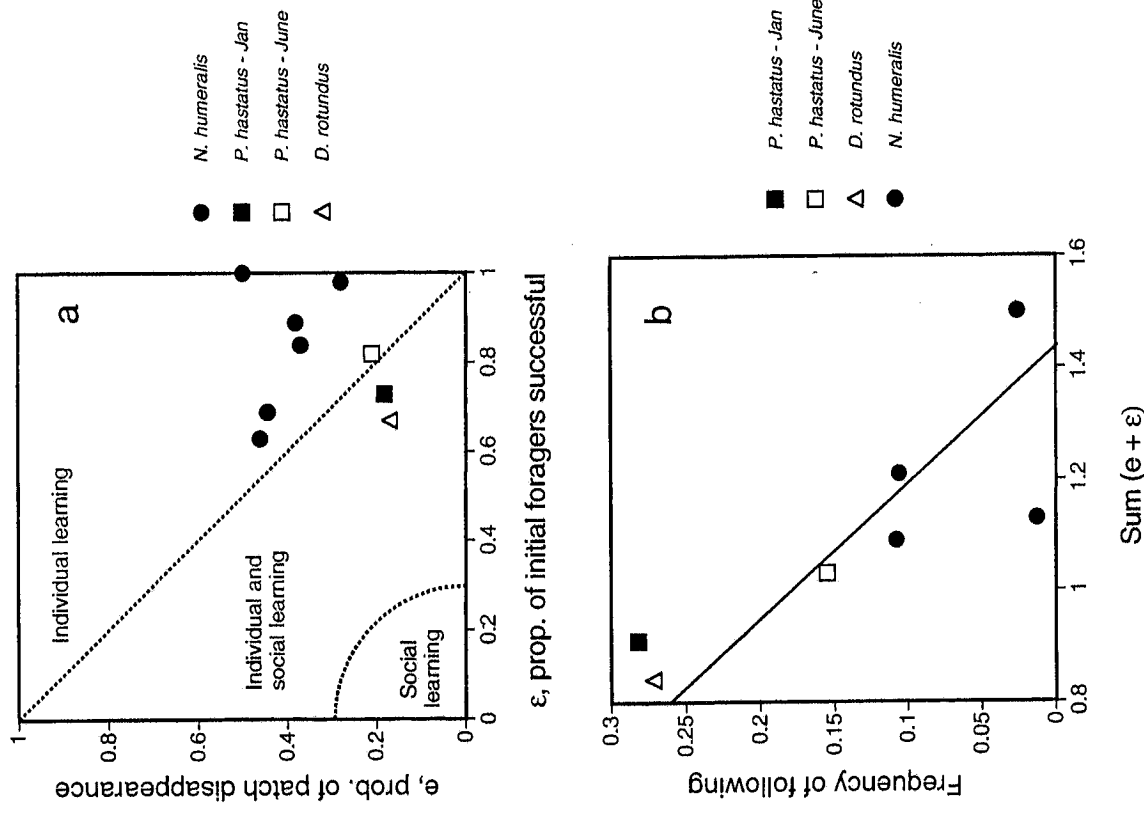 a
Individual learning
Individual and
social learning
Social
learning
1
0.8
0.6
0.4
0.2
0
e, prob. of patch disappearance
0
0.2
0.4
0.6
0.8
1
ε, prop. of initial foragers successful
N. humeralis
P. hastatus - Jan
P. hastatus - June
D. rotundus
b
0.3
0.25
0.2
0.15
0.1
0.05
0
Frequency of following
0.8
1
1.2
1.4
1.6
Sum (e + ε)
P. hastatus - Jan
P. hastatus - June
D. rotundus
N. humeralis